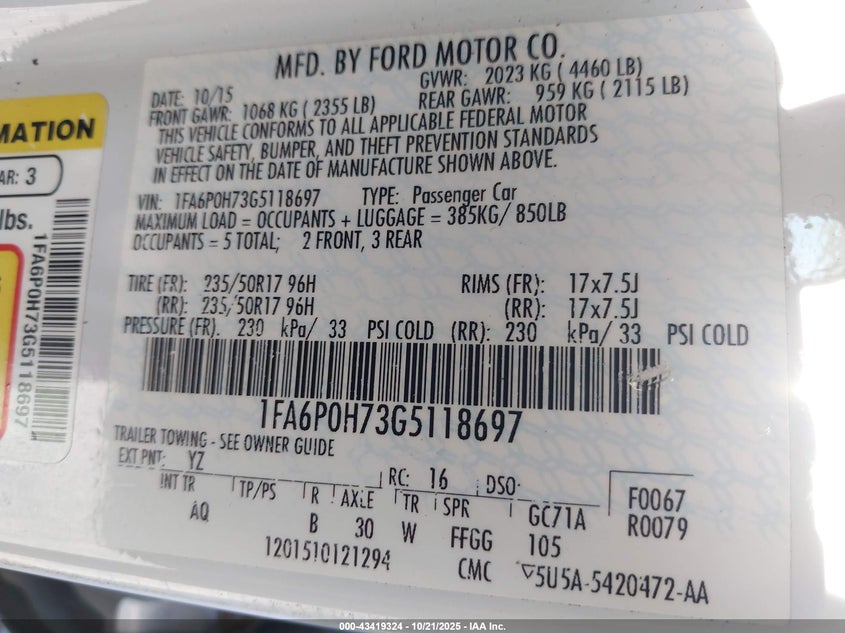 MATION
AR: 3
lbs.
1FA6P0H73G5118697
MFD. BY FORD MOTOR CO.
DATE: 10/15 GVWR: 2023 KG ( 4460 LB)
FRONT GAWR: 1068 KG ( 2355 LB) REAR GAWR: 959 KG ( 2115 LB)
THIS VEHICLE CONFORMS TO ALL APPLICABLE FEDERAL MOTOR
VEHICLE SAFETY, BUMPER, AND THEFT PREVENTION STANDARDS
IN EFFECT ON THE DATE OF MANUFACTURE SHOWN ABOVE.
VIN: 1FA6P0H73G5118697 TYPE: Passenger Car
MAXIMUM LOAD = OCCUPANTS + LUGGAGE = 385KG/ 850LB
OCCUPANTS = 5 TOTAL; 2 FRONT, 3 REAR
TIRE (FR): 235/50R17 96H RIMS (FR): 17x7.5J
(RR): 235/50R17 96H (RR): 17x7.5J
PRESSURE (FR): 230 kPa/ 33 PSI COLD (RR): 230 kPa/ 33 PSI COLD
1FA6P0H73G5118697
TRAILER TOWING - SEE OWNER GUIDE
EXT PNT: YZ RC: 16 DSO: F0067
INT TR TP/PS R AXLE TR SPR GC71A R0079
AQ B 30 W FFGG 105
1201510121294 CMC 5U5A-5420472-AA
000-43419324 | 10/21/2025 - IAA Inc.